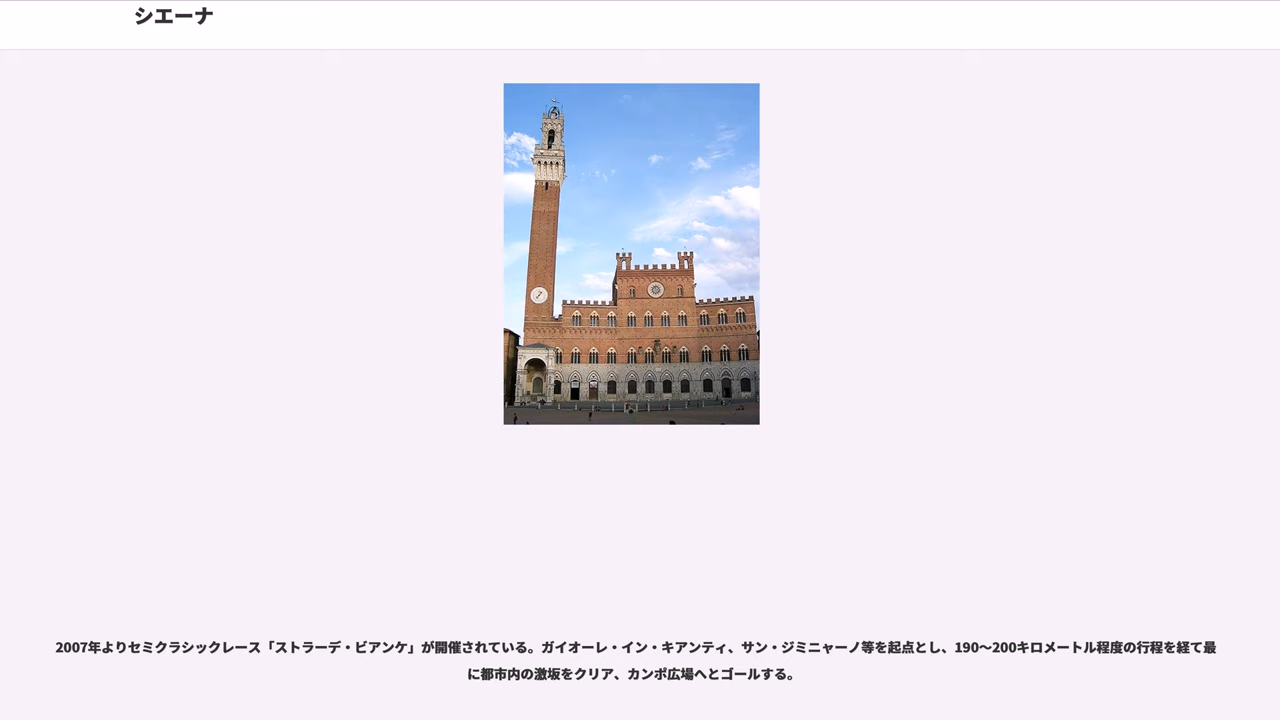 シエーナ
2007年よりセミクラシックレース「ストラーデ・ビアンケ」が開催されている。ガイオーレ・イン・キアンティ、サン・ジミニャーノ等を起点とし、190〜200キロメートル程度の行程を経て最
に都市内の激坂をクリア、カンポ広場へとゴールする。